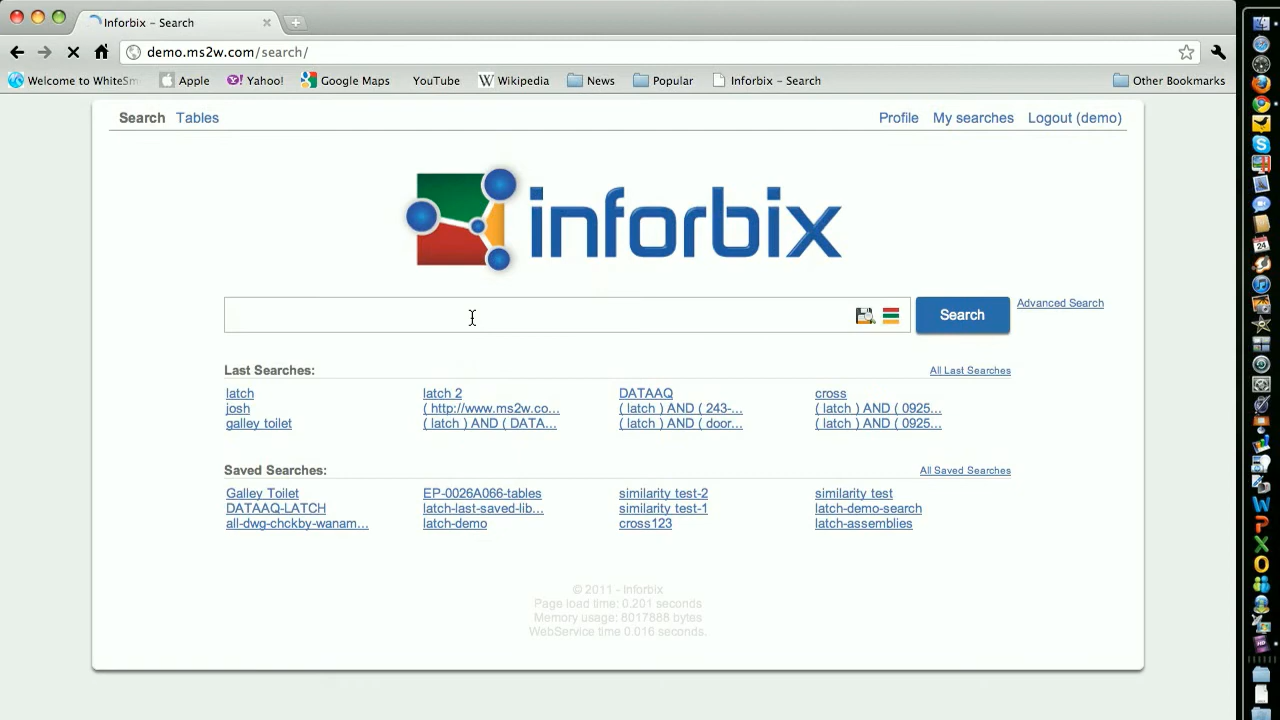 Inforbix – Search
demo.ms2w.com/search/
Welcome to WhiteSm Apple Yahoo! Google Maps YouTube Wikipedia News Popular Inforbix – Search Other Bookmarks
Search Tables Profile My searches Logout (demo)
inforbix
Search Advanced Search
Last Searches: All Last Searches
latch latch 2 DATAAQ cross
josh ( http://www.ms2w.co... ( latch ) AND ( 243-... ( latch ) AND ( 0925...
galley toilet ( latch ) AND ( DATA... ( latch ) AND ( door... ( latch ) AND ( 0925...
Saved Searches: All Saved Searches
Galley Toilet EP-0026A066-tables similarity test-2 similarity test
DATAAQ-LATCH latch-last-saved-lib... similarity test-1 latch-demo-search
all-dwg-chckby-wanam... latch-demo cross123 latch-assemblies
© 2011 - Inforbix
Page load time: 0.201 seconds
Memory usage: 8017888 bytes
WebService time 0.016 seconds.